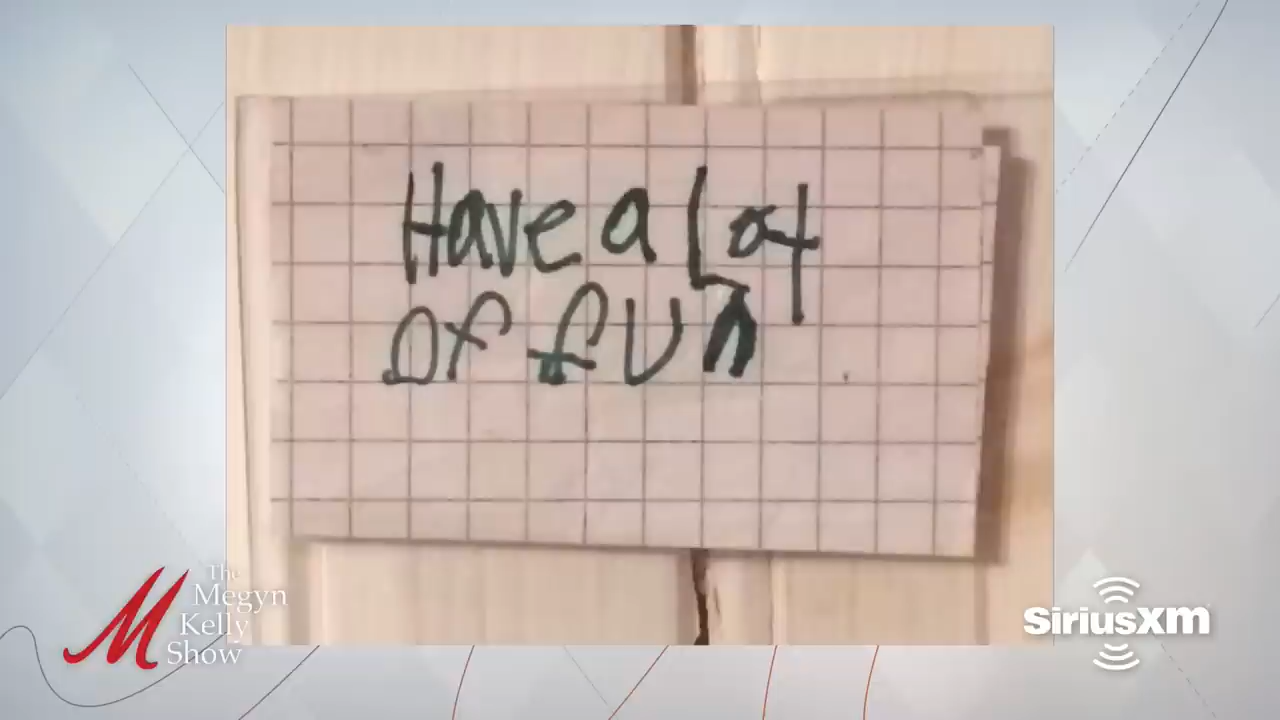 Have a Lot
of fun
The
Megyn
Kelly
Show
SiriusXM